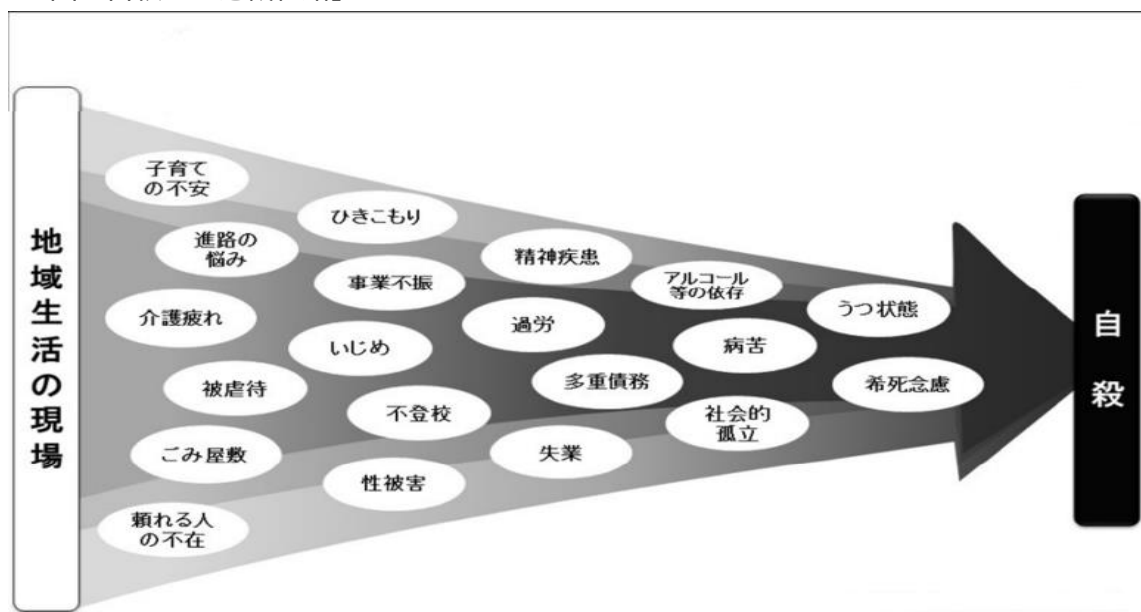 地域生活の現場
子育て
の不安
進路の
悩み
介護疲れ
被虐待
ごみ屋敷
頼れる人
の不在
ひきこもり
事業不振
いじめ
不登校
性被害
精神疾患
過労
多重債務
失業
アルコール
等の依存
病苦
社会的
孤立
うつ状態
希死念慮
自殺